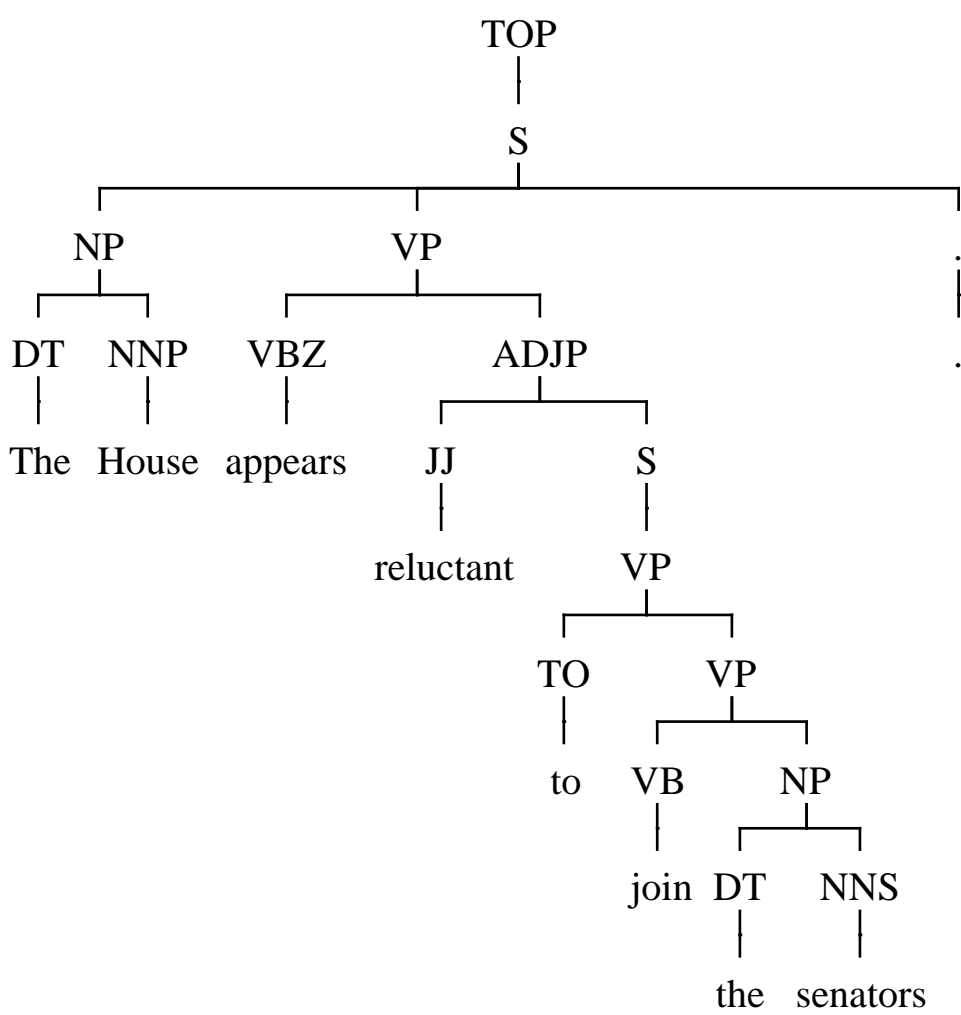 TOP
S
NP VP .
DT NNP VBZ ADJP .
The House appears JJ S
reluctant VP
TO VP
to VB NP
join DT NNS
the senators